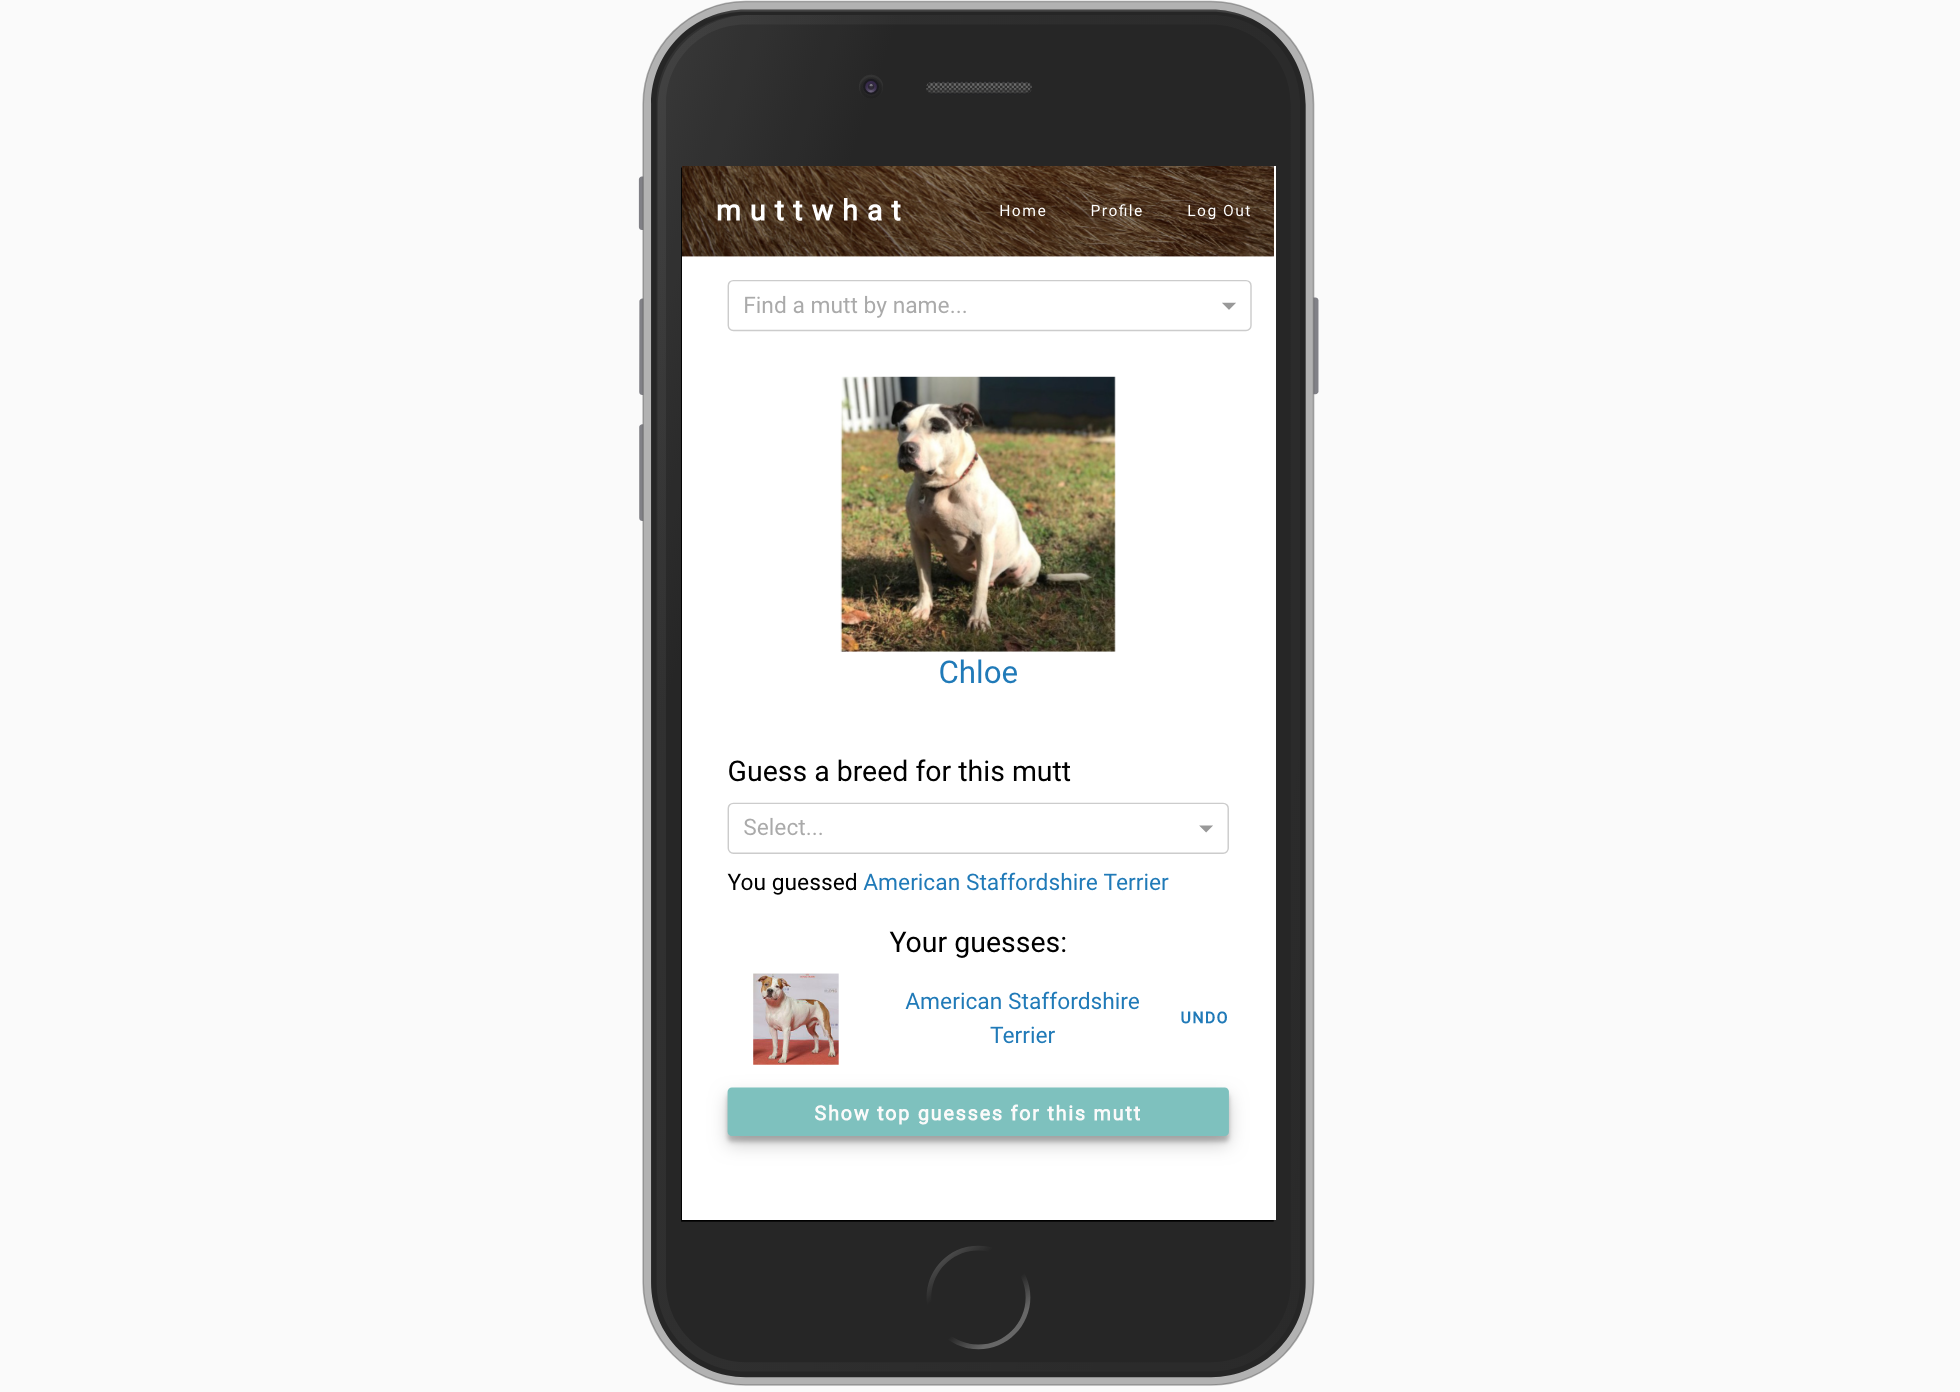 muttwhat
Home Profile Log Out
Find a mutt by name...
Chloe
Guess a breed for this mutt
Select...
You guessed American Staffordshire Terrier
Your guesses:
American Staffordshire
Terrier
UNDO
Show top guesses for this mutt